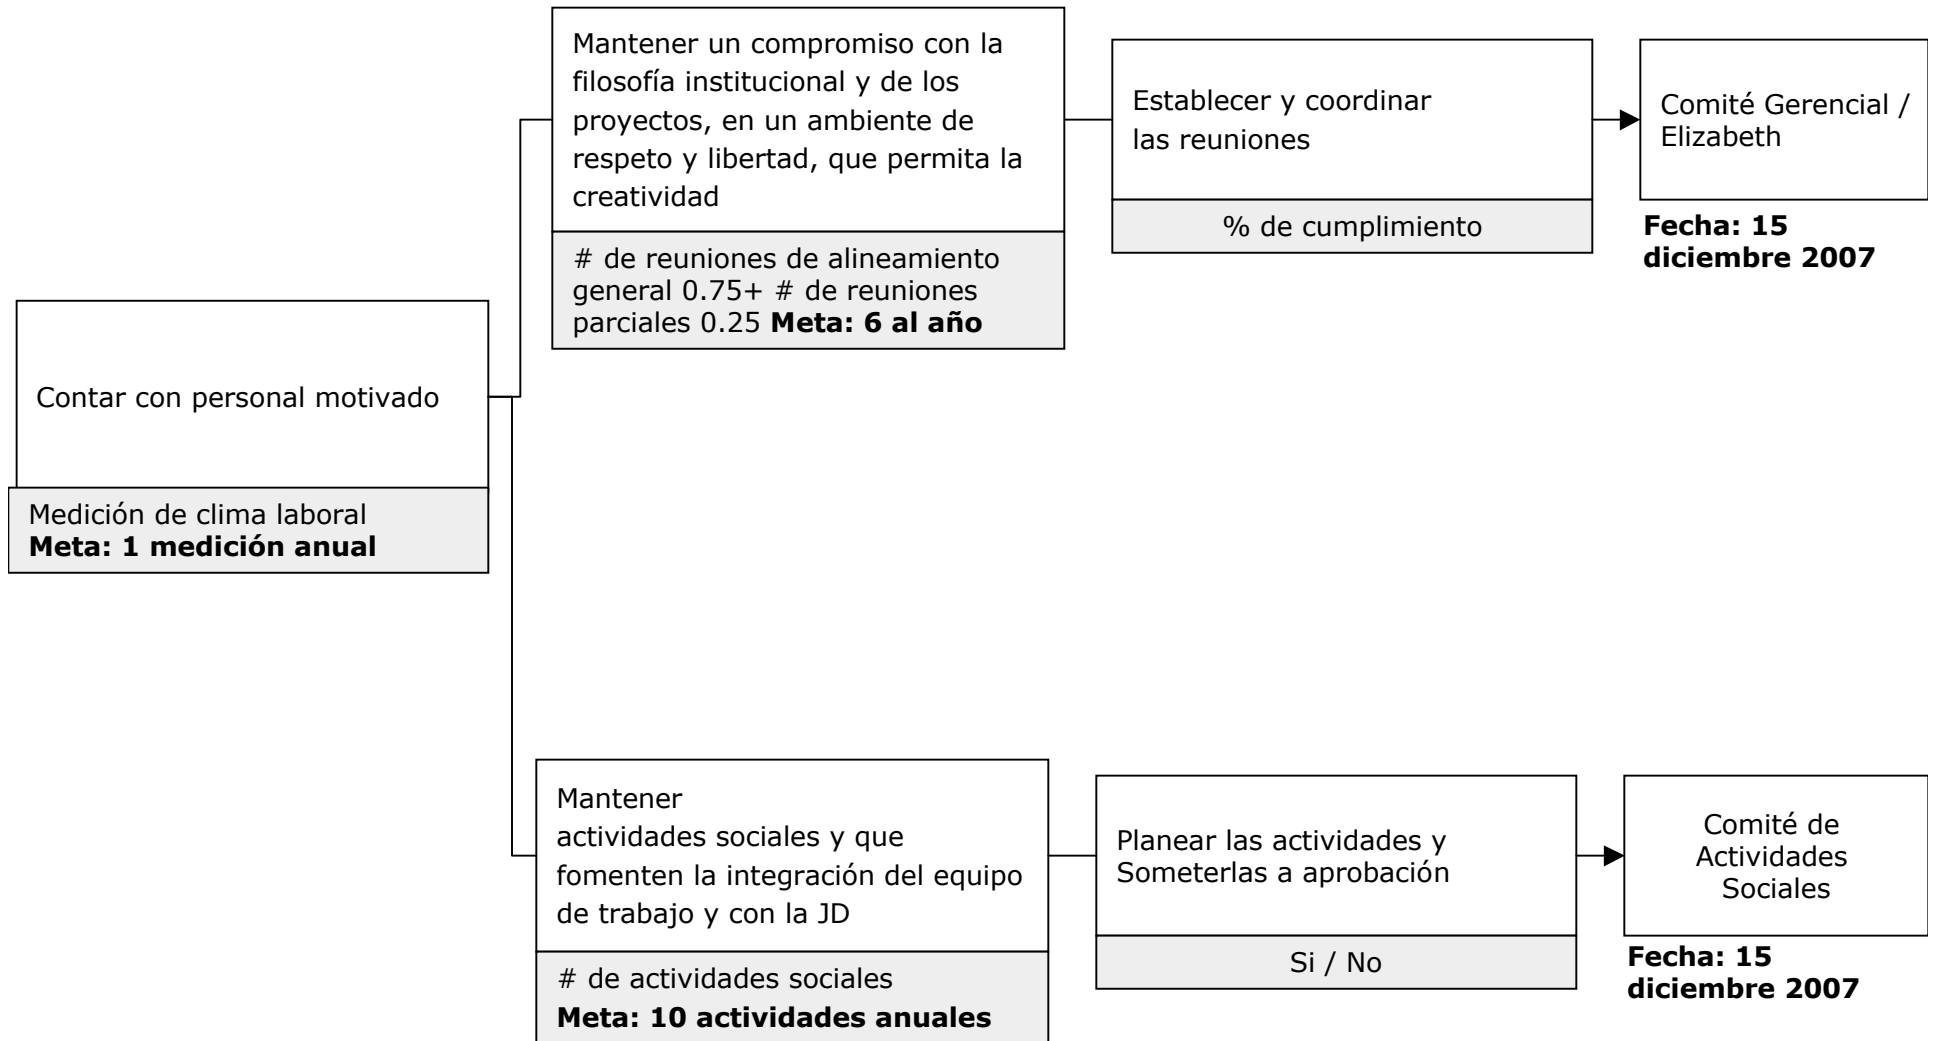 Contar con personal motivado
Medición de clima laboral
Meta: 1 medición anual
Mantener un compromiso con la
filosofía institucional y de los
proyectos, en un ambiente de
respeto y libertad, que permita la
creatividad
# de reuniones de alineamiento
general 0.75+ # de reuniones
parciales 0.25 Meta: 6 al año
Establecer y coordinar
las reuniones
% de cumplimiento
Comité Gerencial /
Elizabeth
Fecha: 15
diciembre 2007
Mantener
actividades sociales y que
fomenten la integración del equipo
de trabajo y con la JD
# de actividades sociales
Meta: 10 actividades anuales
Planear las actividades y
Someterlas a aprobación
Si / No
Comité de
Actividades
Sociales
Fecha: 15
diciembre 2007